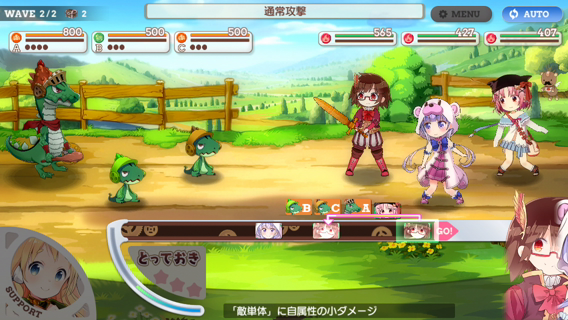 WAVE 2/2 2
通常攻撃
MENU
AUTO
800
A
500
B
500
C
565
427
407
B C A
GO!
とっておき
SUPPORT
「敵単体」に自属性の小ダメージ